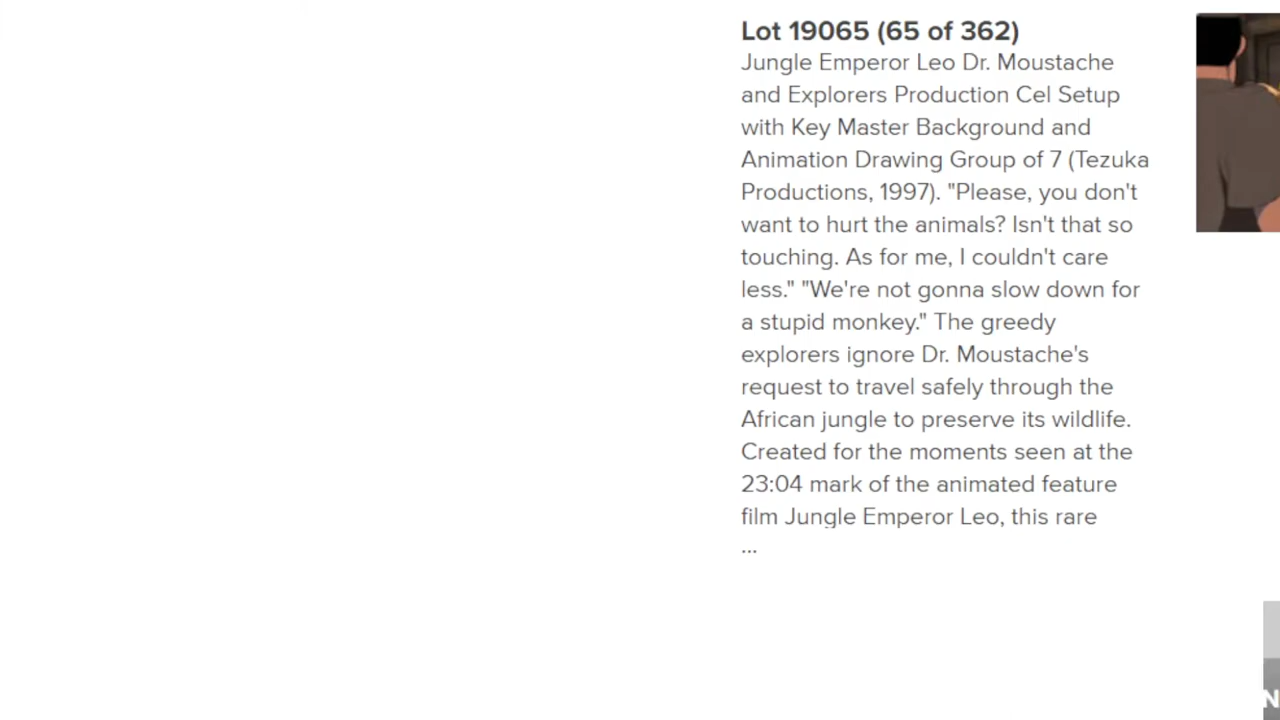 Lot 19065 (65 of 362)
Jungle Emperor Leo Dr. Moustache
and Explorers Production Cel Setup
with Key Master Background and
Animation Drawing Group of 7 (Tezuka
Productions, 1997). "Please, you don't
want to hurt the animals? Isn't that so
touching. As for me, I couldn't care
less." "We're not gonna slow down for
a stupid monkey." The greedy
explorers ignore Dr. Moustache's
request to travel safely through the
African jungle to preserve its wildlife.
Created for the moments seen at the
23:04 mark of the animated feature
film Jungle Emperor Leo, this rare
...
N